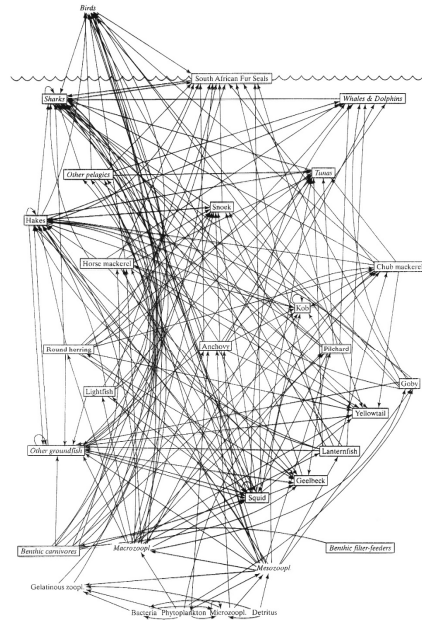 Birds
South African Fur Seals
Sharks
Whales & Dolphins
Other pelagics
Tunas
Snoek
Hakes
Horse mackerel
Chub mackerel
Kob
Round herring
Anchovy
Pilchard
Lightfish
Goby
Yellowtail
Other groundfish
Lanternfish
Geelbeck
Squid
Benthic carnivores
Macrozoopl
Benthic filter-feeders
Mesozoopl
Gelatinous zoopl.
Bacteria Phytoplankton Microzoopl. Detritus